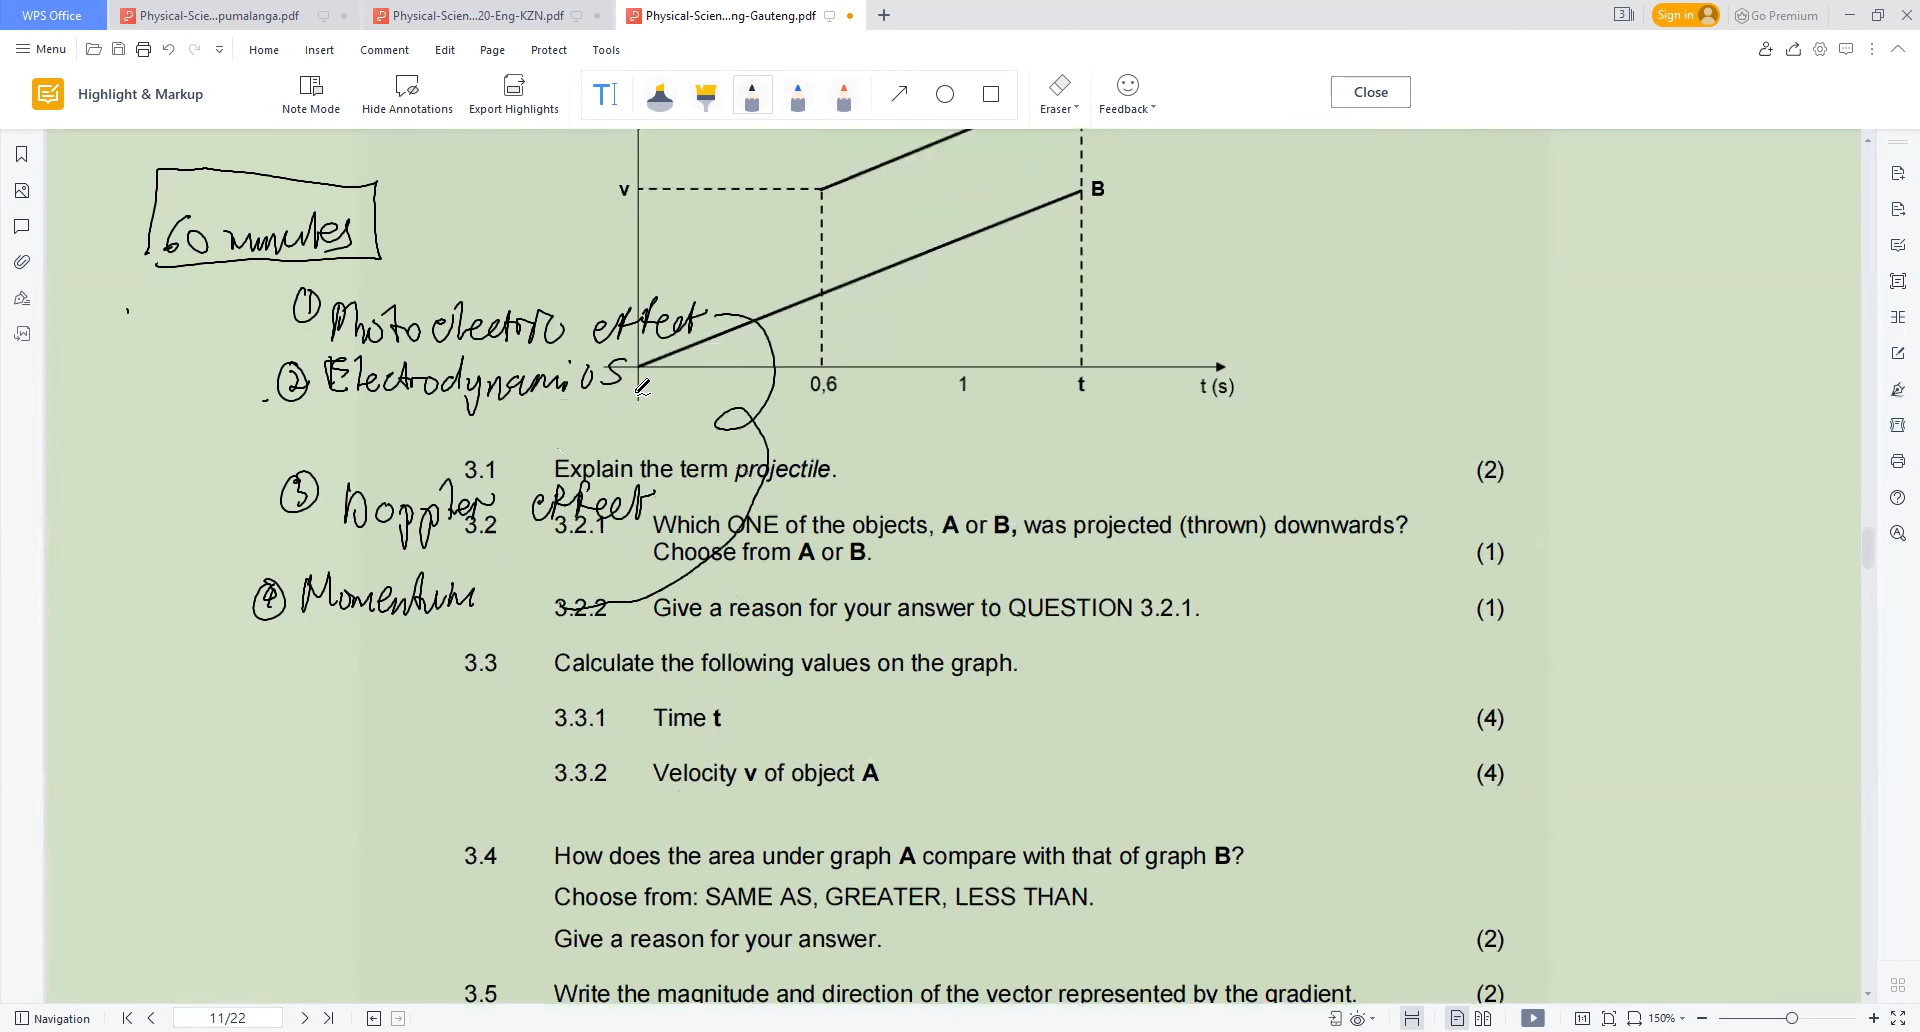 WPS Office
Physical-Scie...pumalanga.pdf
Physical-Scien...20-Eng-KZN.pdf
Physical-Scien...ng-Gauteng.pdf
3
Sign in
Go Premium
Menu
Home
Insert
Comment
Edit
Page
Protect
Tools
Highlight & Markup
Note Mode
Hide Annotations
Export Highlights
Eraser
Feedback
Close
v
B
60 minutes
① Photoelectric effect
② Electrodynamics
0,6 1 t t (s)
3.1 Explain the term projectile. (2)
③ Doppler effect
3.2 3.2.1 Which ONE of the objects, A or B, was projected (thrown) downwards?
Choose from A or B. (1)
④ Momentum
3.2.2 Give a reason for your answer to QUESTION 3.2.1. (1)
3.3 Calculate the following values on the graph.
3.3.1 Time t (4)
3.3.2 Velocity v of object A (4)
3.4 How does the area under graph A compare with that of graph B?
Choose from: SAME AS, GREATER, LESS THAN.
Give a reason for your answer. (2)
3.5 Write the magnitude and direction of the vector represented by the gradient. (2)
Navigation
11/22
150%